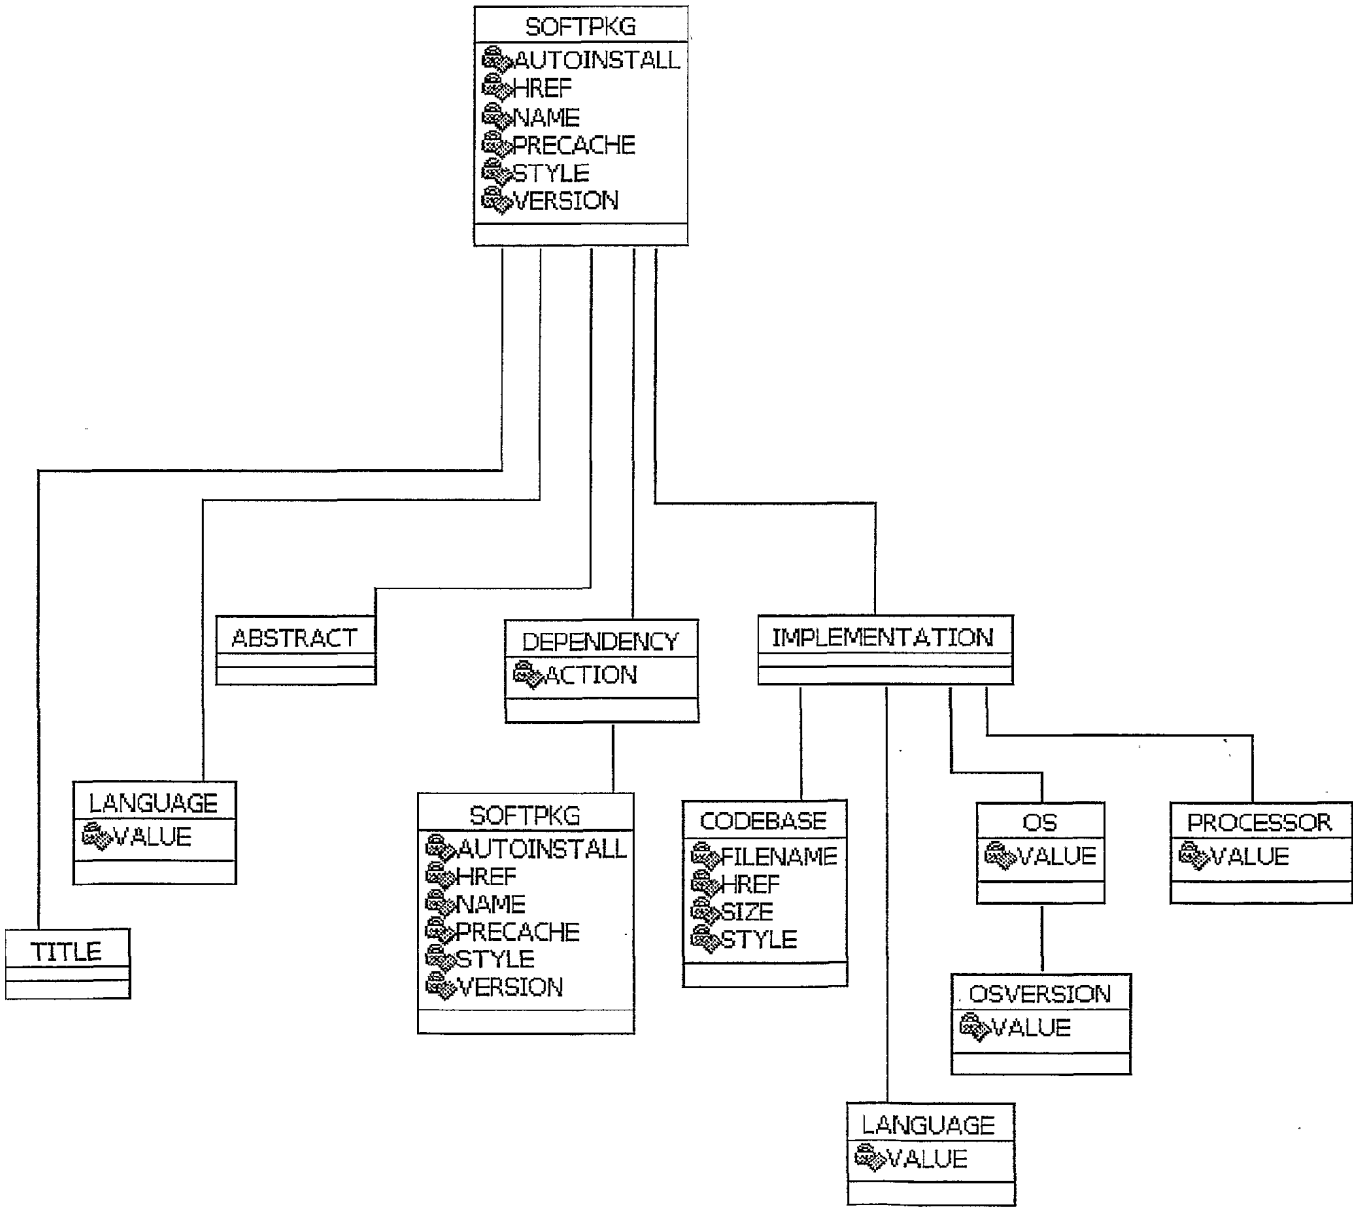 SOFTPKG
AUTOINSTALL
HREF
NAME
PRECACHE
STYLE
VERSION
ABSTRACT
DEPENDENCY
ACTION
IMPLEMENTATION
LANGUAGE
VALUE
TITLE
SOFTPKG
AUTOINSTALL
HREF
NAME
PRECACHE
STYLE
VERSION
CODEBASE
FILENAME
HREF
SIZE
STYLE
OS
VALUE
PROCESSOR
VALUE
OSVERSION
VALUE
LANGUAGE
VALUE